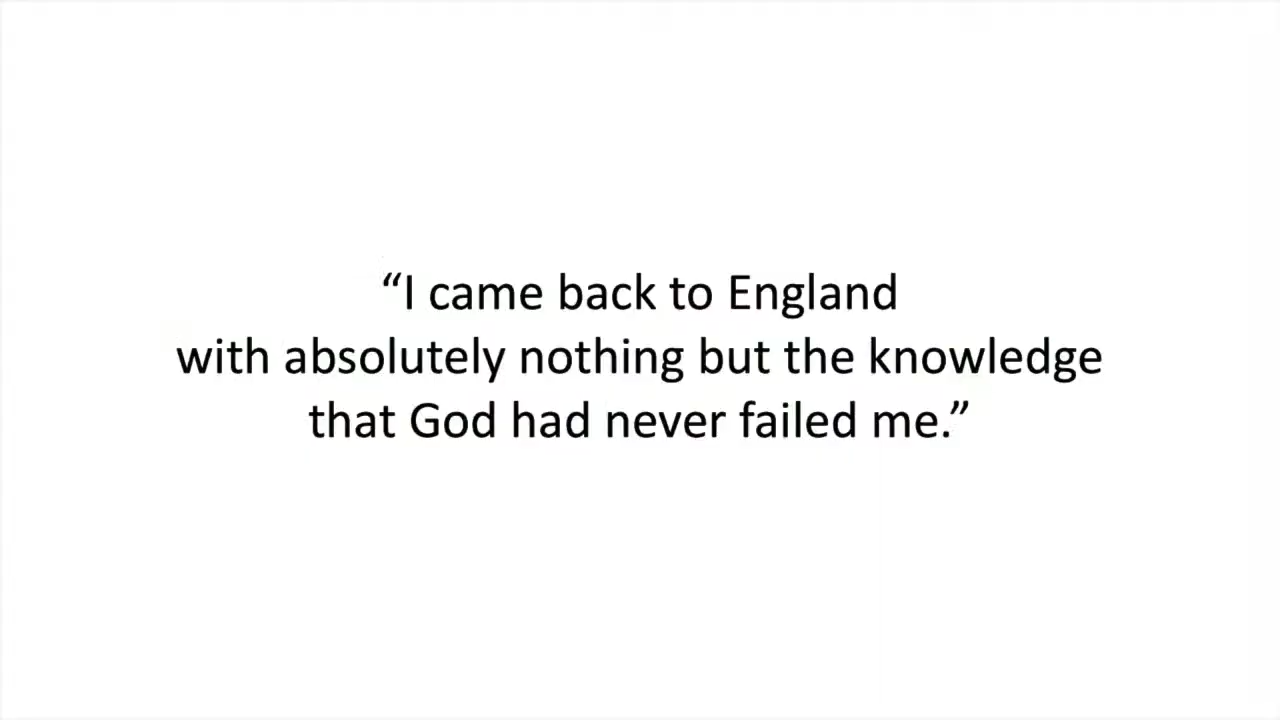 “I came back to England
with absolutely nothing but the knowledge
that God had never failed me.”